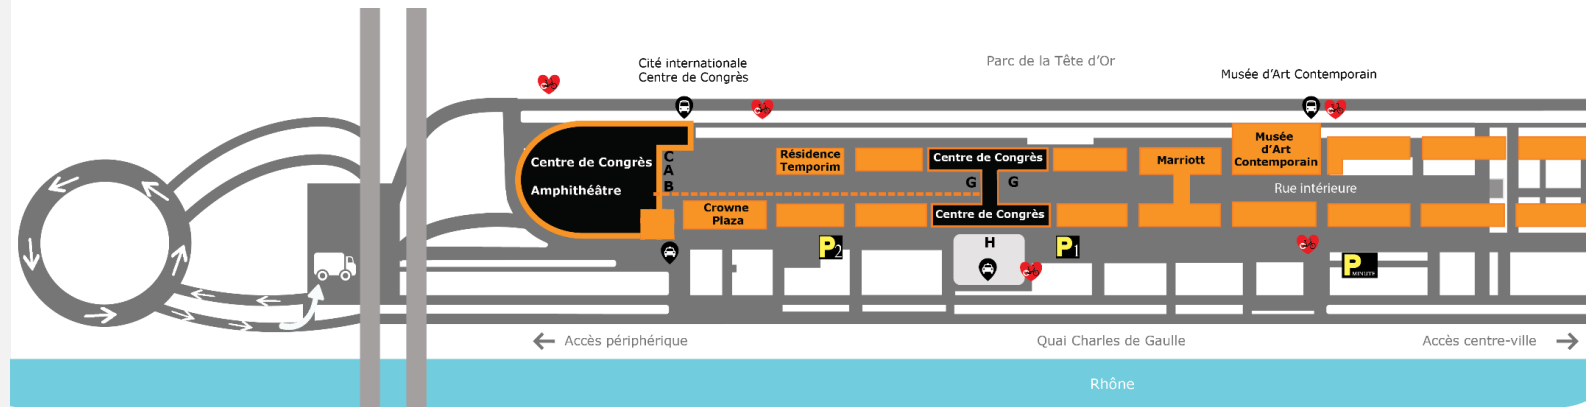 Cité internationale
Centre de Congrès
Parc de la Tête d'Or
Musée d'Art Contemporain
Centre de Congrès
Amphithéâtre
C
A
B
Résidence
Temporim
Centre de Congrès
Marriott
Musée
d'Art
Contemporain
G
G
Rue intérieure
Crowne
Plaza
Centre de Congrès
P2
H
P1
P
MINUTE
Accès périphérique
Quai Charles de Gaulle
Accès centre-ville
Rhône